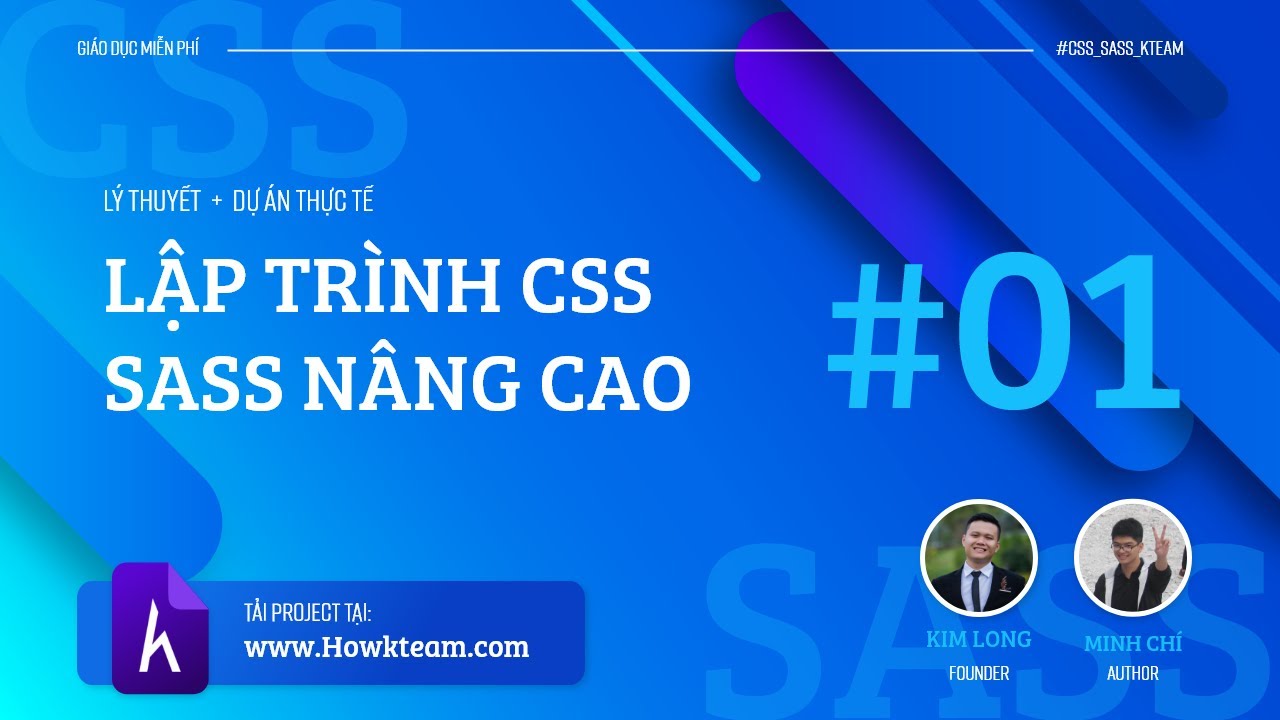 CSS
GIÁO DỤC MIỄN PHÍ
#CSS_SASS_KTEAM
LÝ THUYẾT + DỰ ÁN THỰC TẾ
LẬP TRÌNH CSS
SASS NÂNG CAO
#01
TẢI PROJECT TẠI:
www.Howkteam.com
SASS
KIM LONG
FOUNDER
MINH CHÍ
AUTHOR